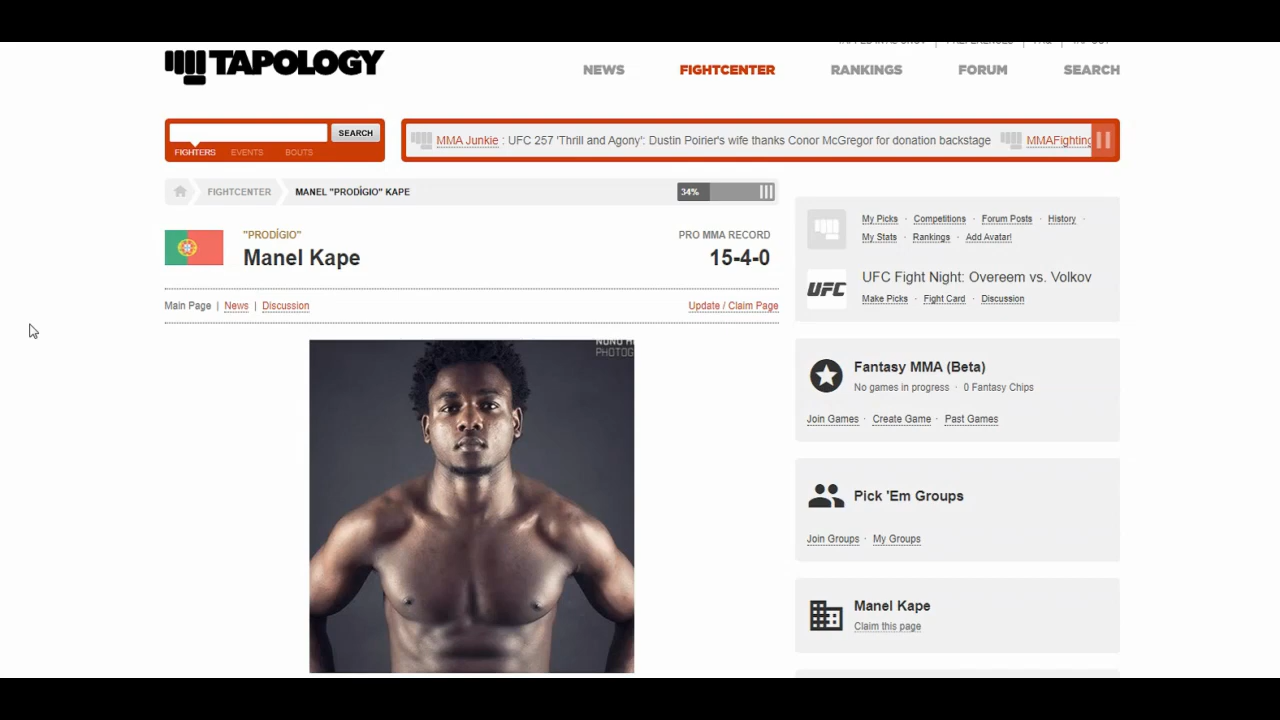 TAPOLOGY
NEWS
FIGHTCENTER
RANKINGS
FORUM
SEARCH
SEARCH
FIGHTERS
EVENTS
BOUTS
MMA Junkie : UFC 257 'Thrill and Agony': Dustin Poirier's wife thanks Conor McGregor for donation backstage
MMAFighting
FIGHTCENTER
MANEL "PRODÍGIO" KAPE
34%
"PRODÍGIO"
Manel Kape
PRO MMA RECORD
15-4-0
Main Page | News | Discussion
Update / Claim Page
PHOTOG
My Picks · Competitions · Forum Posts · History ·
My Stats · Rankings · Add Avatar!
UFC
UFC Fight Night: Overeem vs. Volkov
Make Picks · Fight Card · Discussion
Fantasy MMA (Beta)
No games in progress · 0 Fantasy Chips
Join Games · Create Game · Past Games
Pick 'Em Groups
Join Groups · My Groups
Manel Kape
Claim this page